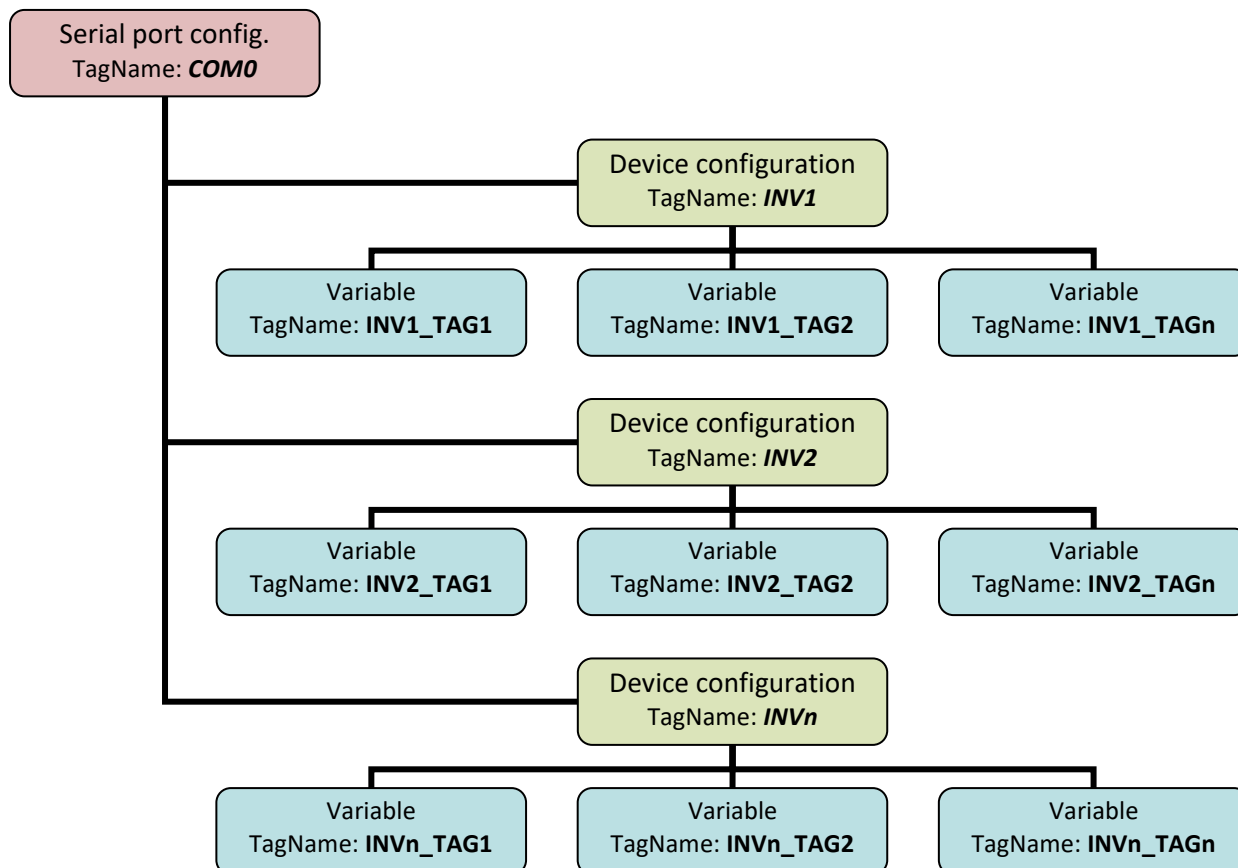 Serial port config.
TagName: COM0
Device configuration
TagName: INV1
Variable
TagName: INV1_TAG1
Variable
TagName: INV1_TAG2
Variable
TagName: INV1_TAGn
Device configuration
TagName: INV2
Variable
TagName: INV2_TAG1
Variable
TagName: INV2_TAG2
Variable
TagName: INV2_TAGn
Device configuration
TagName: INVn
Variable
TagName: INVn_TAG1
Variable
TagName: INVn_TAG2
Variable
TagName: INVn_TAGn